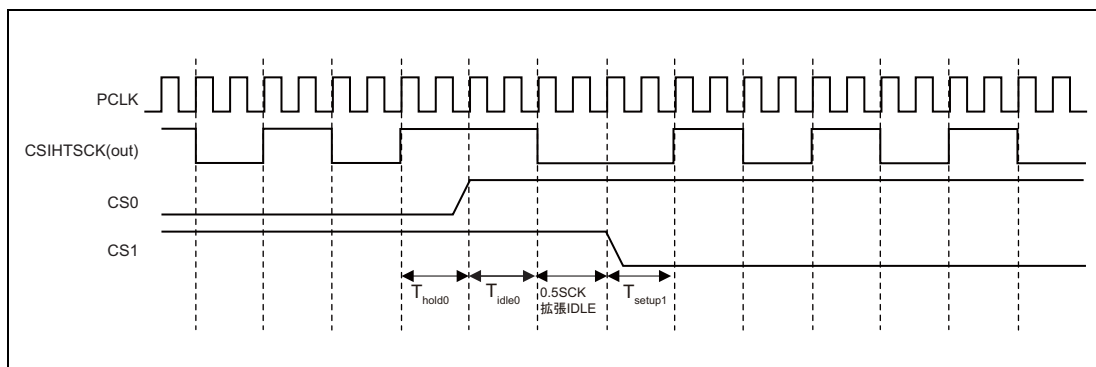 PCLK
CSIHTSCK(out)
CS0
CS1
Thold0
Tidle0
0.5SCK
拡張IDLE
Tsetup1